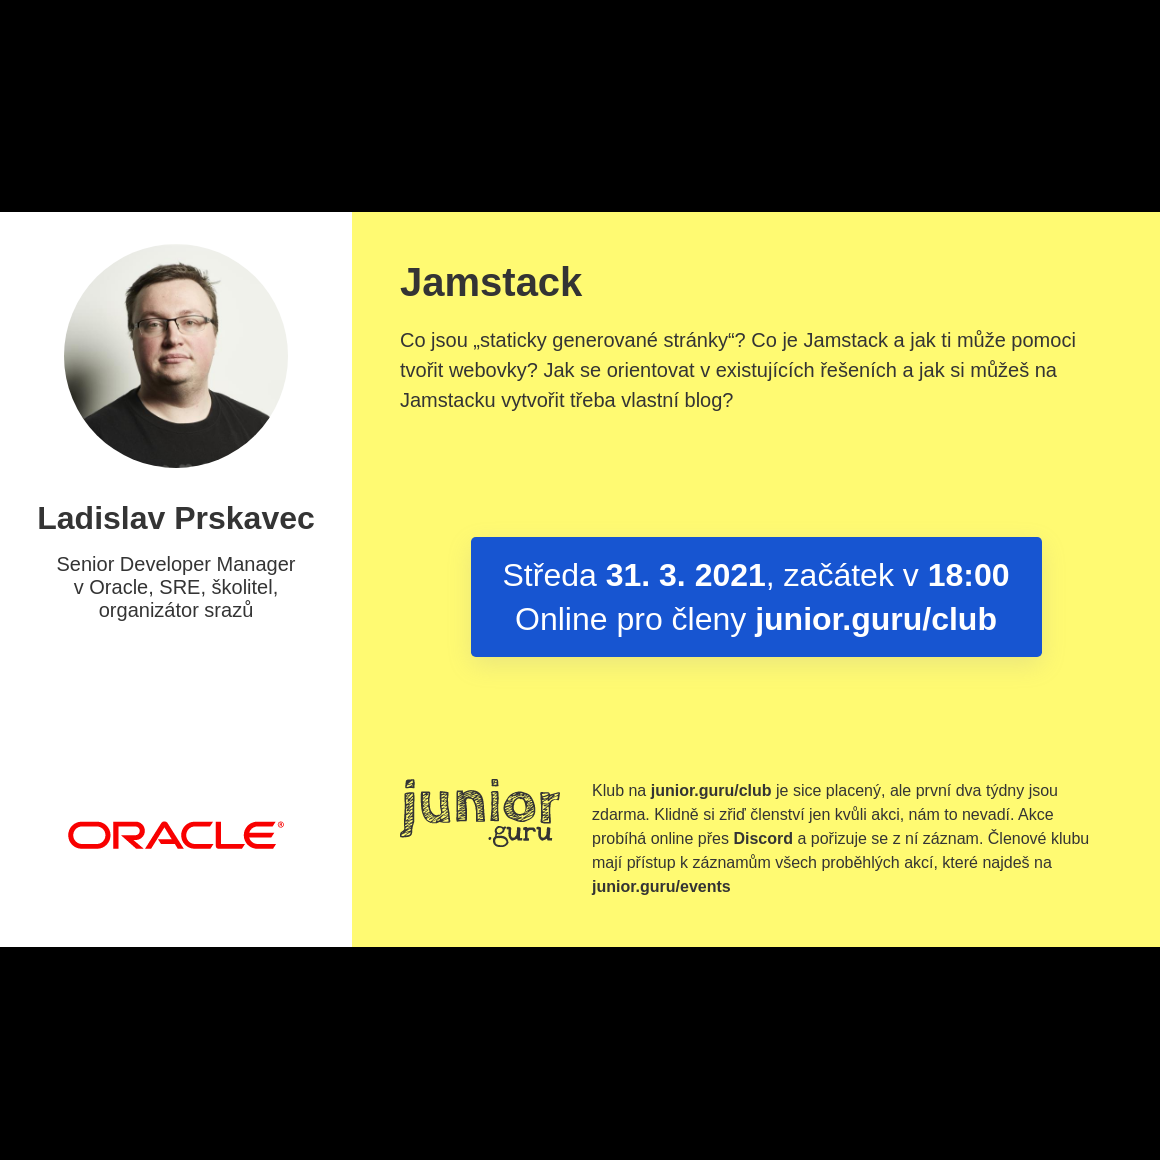 Jamstack
Co jsou „staticky generované stránky“? Co je Jamstack a jak ti může pomoci
tvořit webovky? Jak se orientovat v existujících řešeních a jak si můžeš na
Jamstacku vytvořit třeba vlastní blog?
Ladislav Prskavec
Senior Developer Manager
v Oracle, SRE, školitel,
organizátor srazů
Středa 31. 3. 2021, začátek v 18:00
Online pro členy junior.guru/club
ORACLE®
junior
.guru
Klub na junior.guru/club je sice placený, ale první dva týdny jsou
zdarma. Klidně si zřiď členství jen kvůli akci, nám to nevadí. Akce
probíhá online přes Discord a pořizuje se z ní záznam. Členové klubu
mají přístup k záznamům všech proběhlých akcí, které najdeš na
junior.guru/events